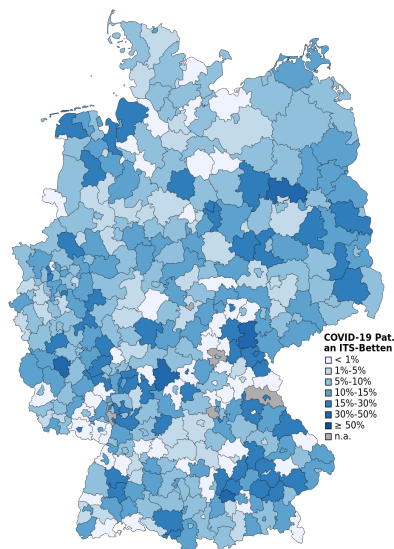 COVID-19 Pat.
an ITS-Betten
< 1%
1%-5%
5%-10%
10%-15%
15%-30%
30%-50%
≥ 50%
n.a.